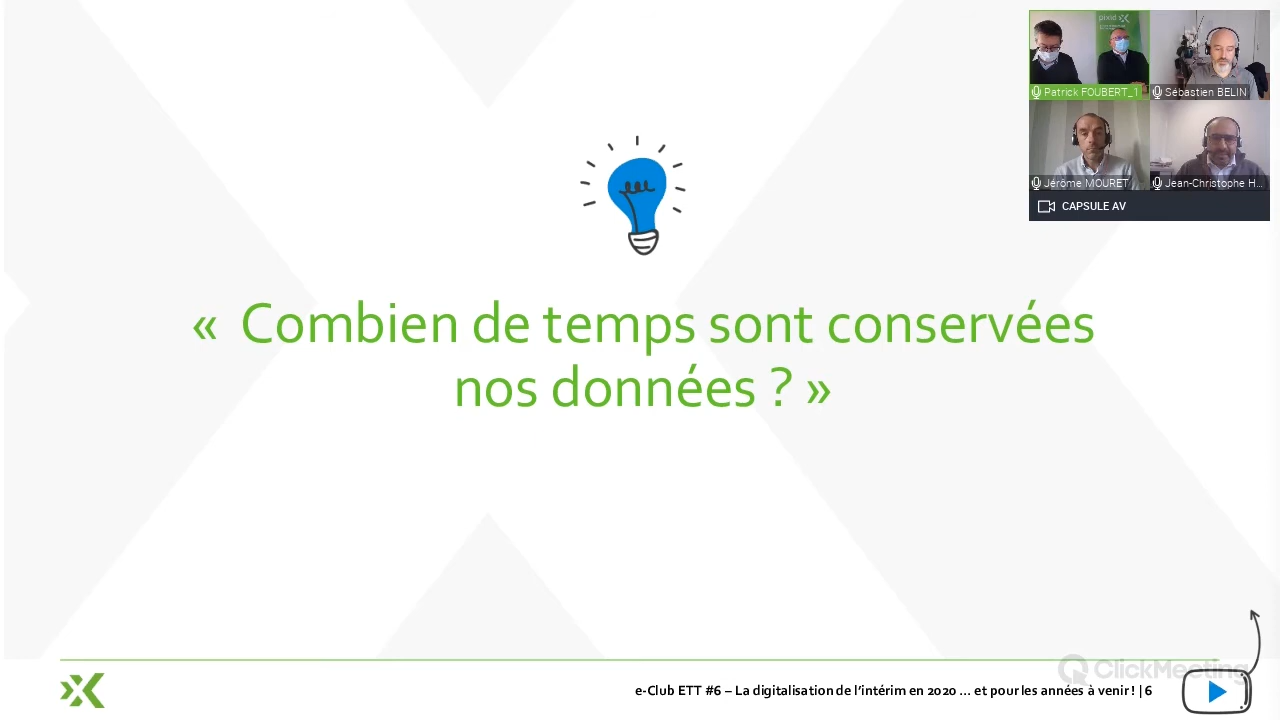 pixid
Patrick FOUBERT_1
Sébastien BELIN
Jérôme MOURET
Jean-Christophe H...
CAPSULE AV
« Combien de temps sont conservées
nos données ? »
ClickMeeting
e-Club ETT #6 – La digitalisation de l'intérim en 2020 ... et pour les années à venir ! | 6